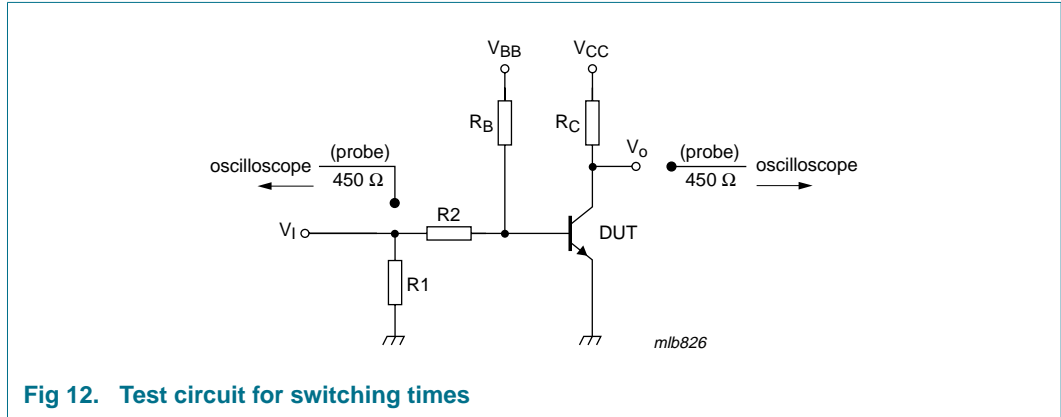 VBB
VCC
RB
RC
Vo
(probe)
oscilloscope
450 Ω
(probe)
oscilloscope
450 Ω
R2
VI
DUT
R1
mlb826
Fig 12. Test circuit for switching times